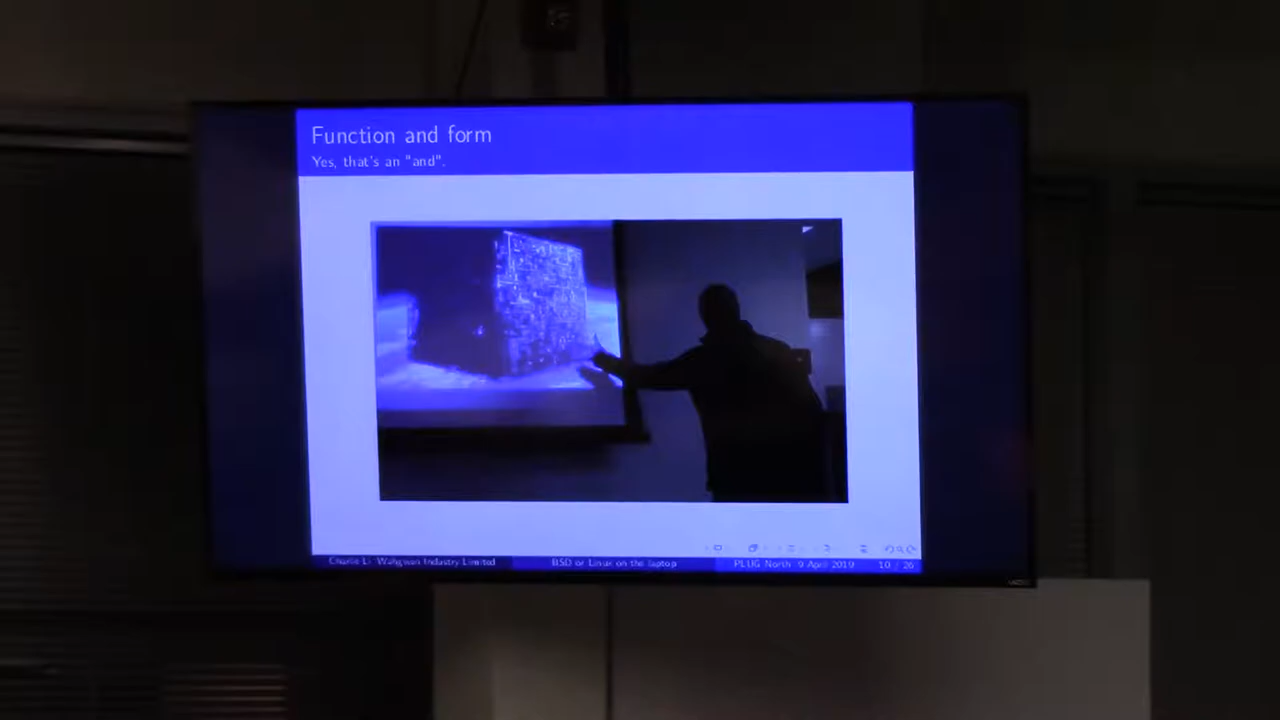 Function and form
Yes, that's an "and".
Charlie Li: Wahgwan Industry Limited
BSD or Linux on the laptop
PLUG North 9 April 2019
10 / 26